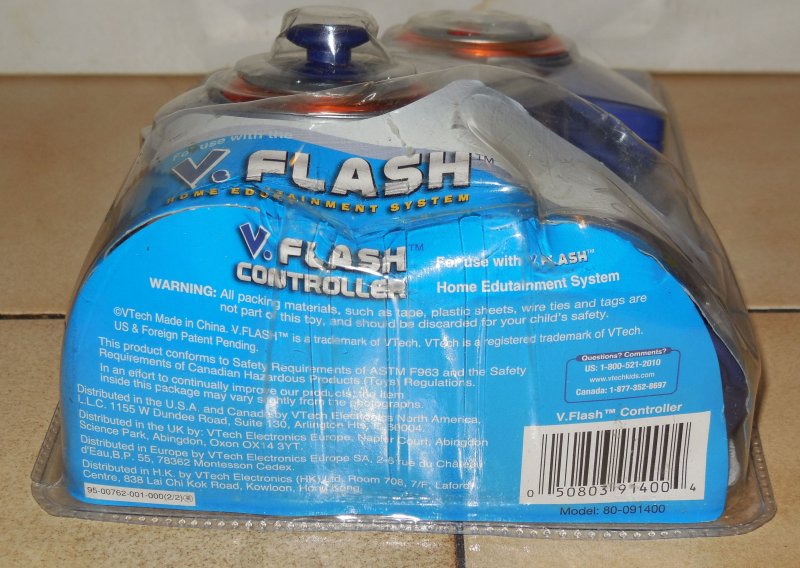 For use with the
V.FLASH™
HOME EDUTAINMENT SYSTEM
V.FLASH™
CONTROLLER
For use with V.FLASH™
Home Edutainment System
WARNING: All packing materials, such as tape, plastic sheets, wire ties and tags are
not part of this toy, and should be discarded for your child's safety.
©VTech Made in China. V.FLASH™ is a trademark of VTech. VTech is a registered trademark of VTech.
US & Foreign Patent Pending.
This product conforms to Safety Requirements of ASTM F963 and the Safety
Requirements of Canadian Hazardous Products (Toys) Regulations.
In an effort to continually improve our products, the item
inside this package may vary slightly from the photographs.
Distributed in the U.S.A. and Canada by VTech Electronics North America,
L.L.C. 1155 W Dundee Road, Suite 130, Arlington Hts, IL 60004.
Distributed in the UK by: VTech Electronics Europe, Napier Court, Abingdon
Science Park, Abingdon, Oxon OX14 3YT.
Distributed in Europe by VTech Electronics Europe SA, 2-6 rue du Château
d'Eau,B.P. 55, 78362 Montesson Cedex.
Distributed in H.K. by VTech Electronics (HK) Ltd, Room 708, 7/F, Laford
Centre, 838 Lai Chi Kok Road, Kowloon, Hong Kong.
95-00762-001-000(2/2)
Questions? Comments?
US: 1-800-521-2010
www.vtechkids.com
Canada: 1-877-352-8697
V.Flash™ Controller
0 50803 91400 4
Model: 80-091400